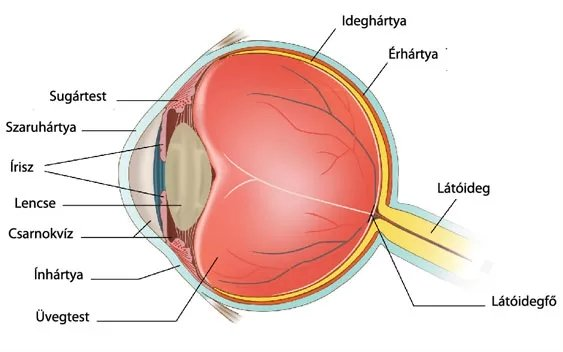 Ideghártya
Érhártya
Sugártest
Szaruhártya
Írisz
Lencse
Csarnokvíz
Ínhártya
Üvegtest
Látóideg
Látóidegfő